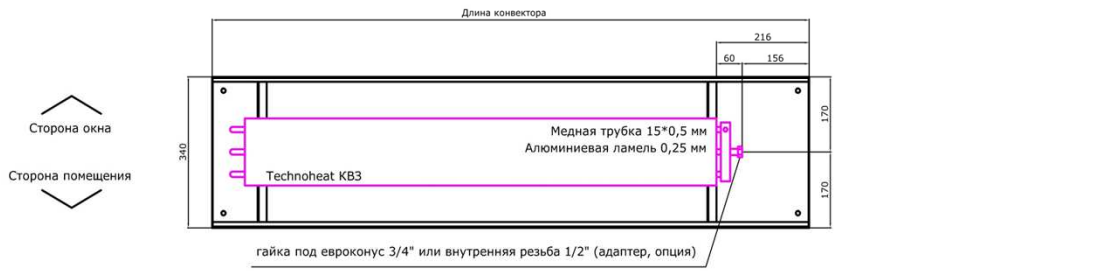 Длина конвектора
216
60
156
Сторона окна
Медная трубка 15*0,5 мм
Алюминиевая ламель 0,25 мм
170
340
Сторона помещения
Technoheat КВ3
170
гайка под евроконус 3/4" или внутренняя резьба 1/2" (адаптер, опция)